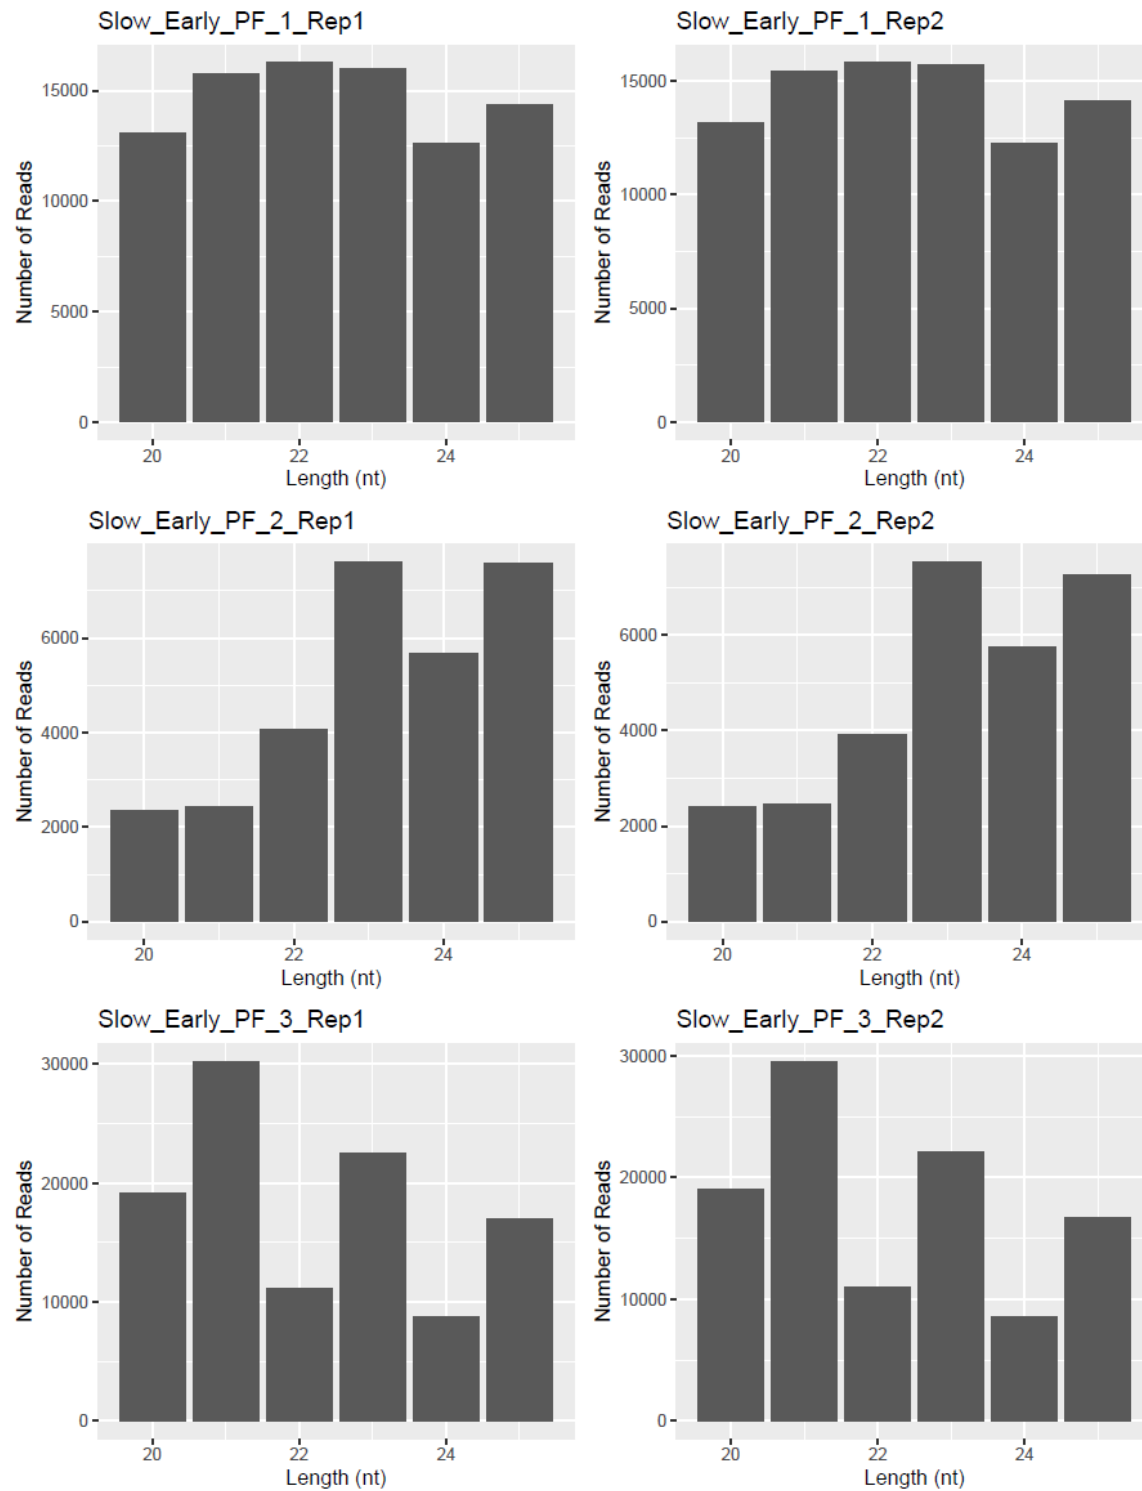 Slow_Early_PF_1_Rep1
Number of Reads
15000
10000
5000
0
20 22 24
Length (nt)
Slow_Early_PF_1_Rep2
Number of Reads
15000
10000
5000
0
20 22 24
Length (nt)
Slow_Early_PF_2_Rep1
Number of Reads
6000
4000
2000
0
20 22 24
Length (nt)
Slow_Early_PF_2_Rep2
Number of Reads
6000
4000
2000
0
20 22 24
Length (nt)
Slow_Early_PF_3_Rep1
Number of Reads
30000
20000
10000
0
20 22 24
Length (nt)
Slow_Early_PF_3_Rep2
Number of Reads
30000
20000
10000
0
20 22 24
Length (nt)